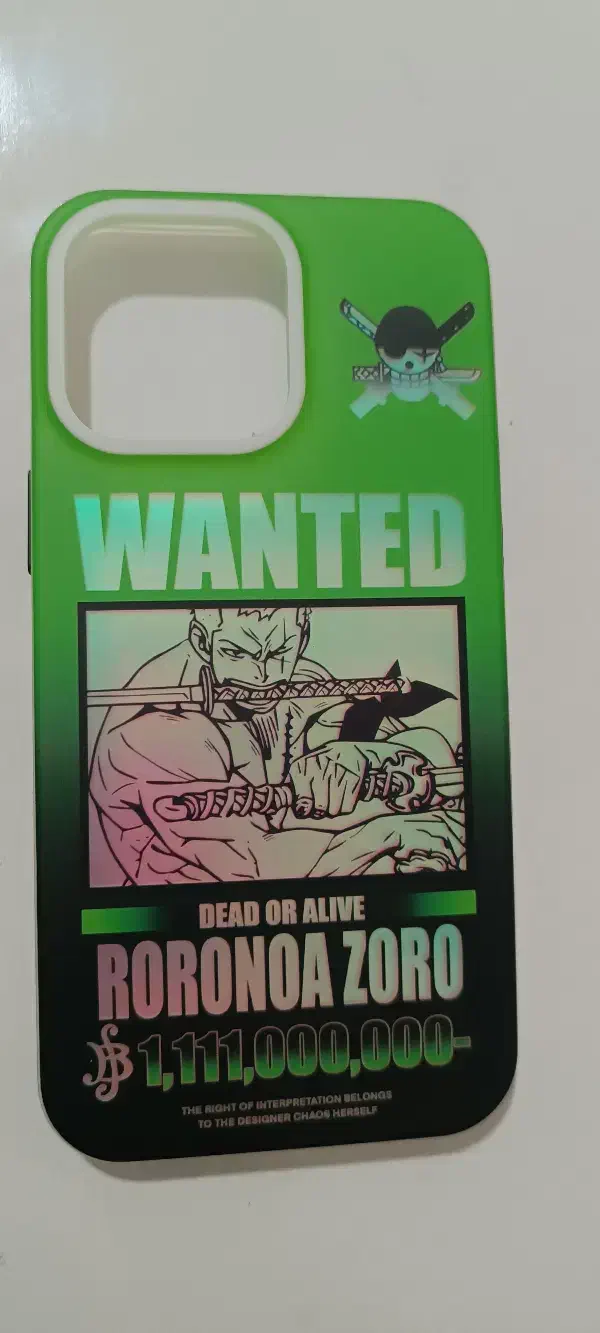 WANTED
DEAD OR ALIVE
RORONOA ZORO
1,111,000,000-
THE RIGHT OF INTERPRETATION BELONGS
TO THE DESIGNER CHAOS HERSELF